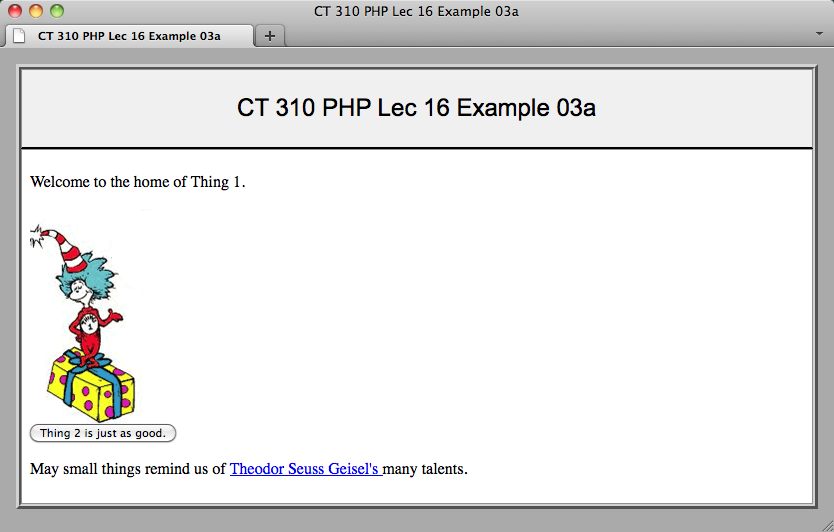 CT 310 PHP Lec 16 Example 03a
CT 310 PHP Lec 16 Example 03a
CT 310 PHP Lec 16 Example 03a
Welcome to the home of Thing 1.
Thing 2 is just as good.
May small things remind us of Theodor Seuss Geisel's many talents.